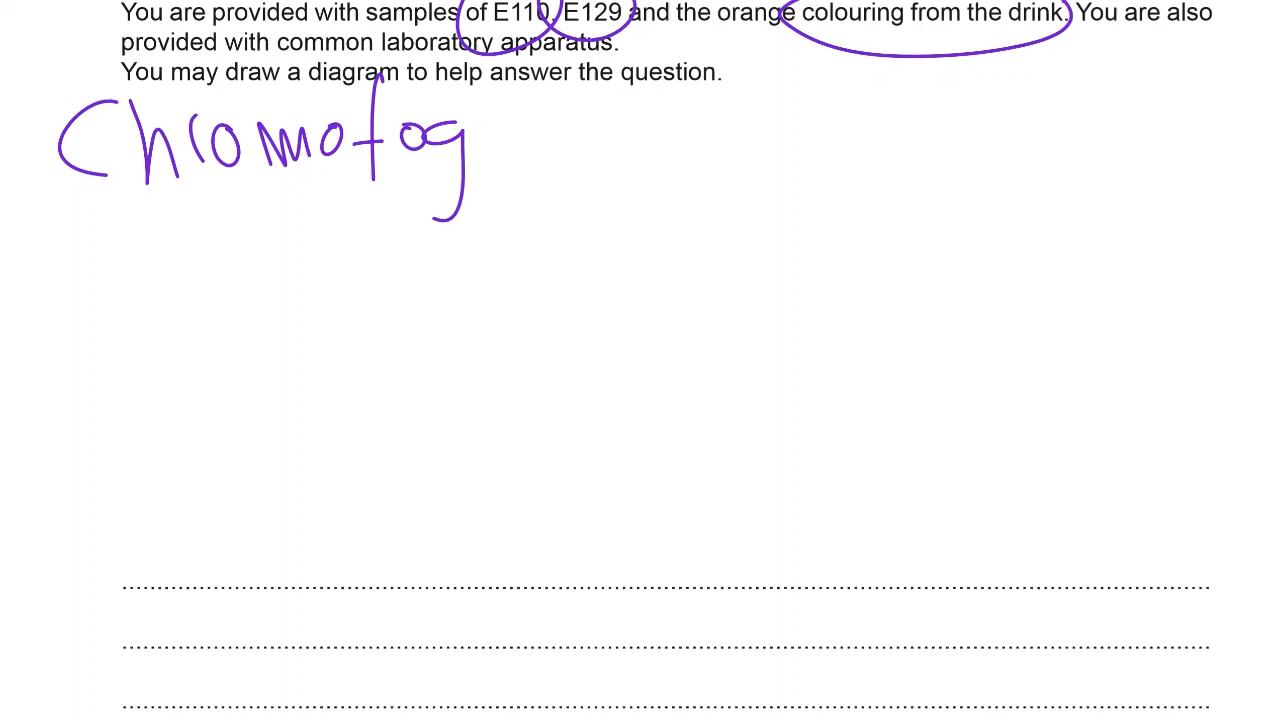 You are provided with samples of E110, E129 and the orange colouring from the drink. You are also
provided with common laboratory apparatus.
You may draw a diagram to help answer the question.
Chromatog